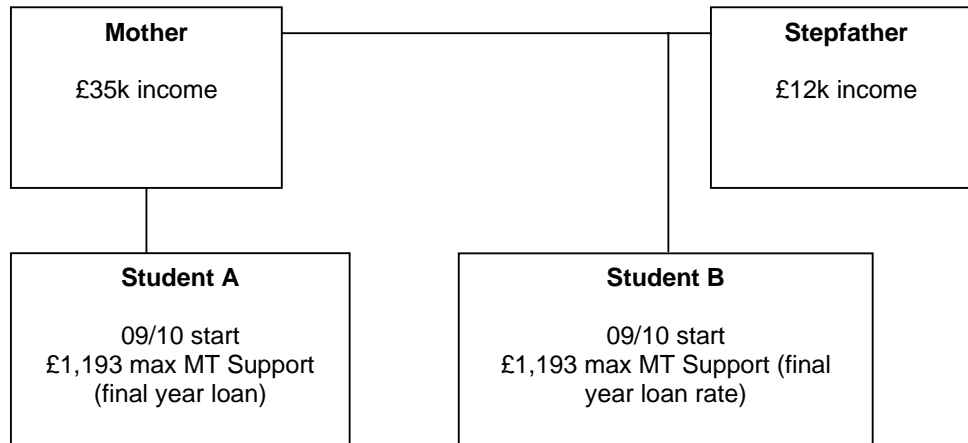 Mother
£35k income
Stepfather
£12k income
Student A
09/10 start
£1,193 max MT Support
(final year loan)
Student B
09/10 start
£1,193 max MT Support (final
year loan rate)